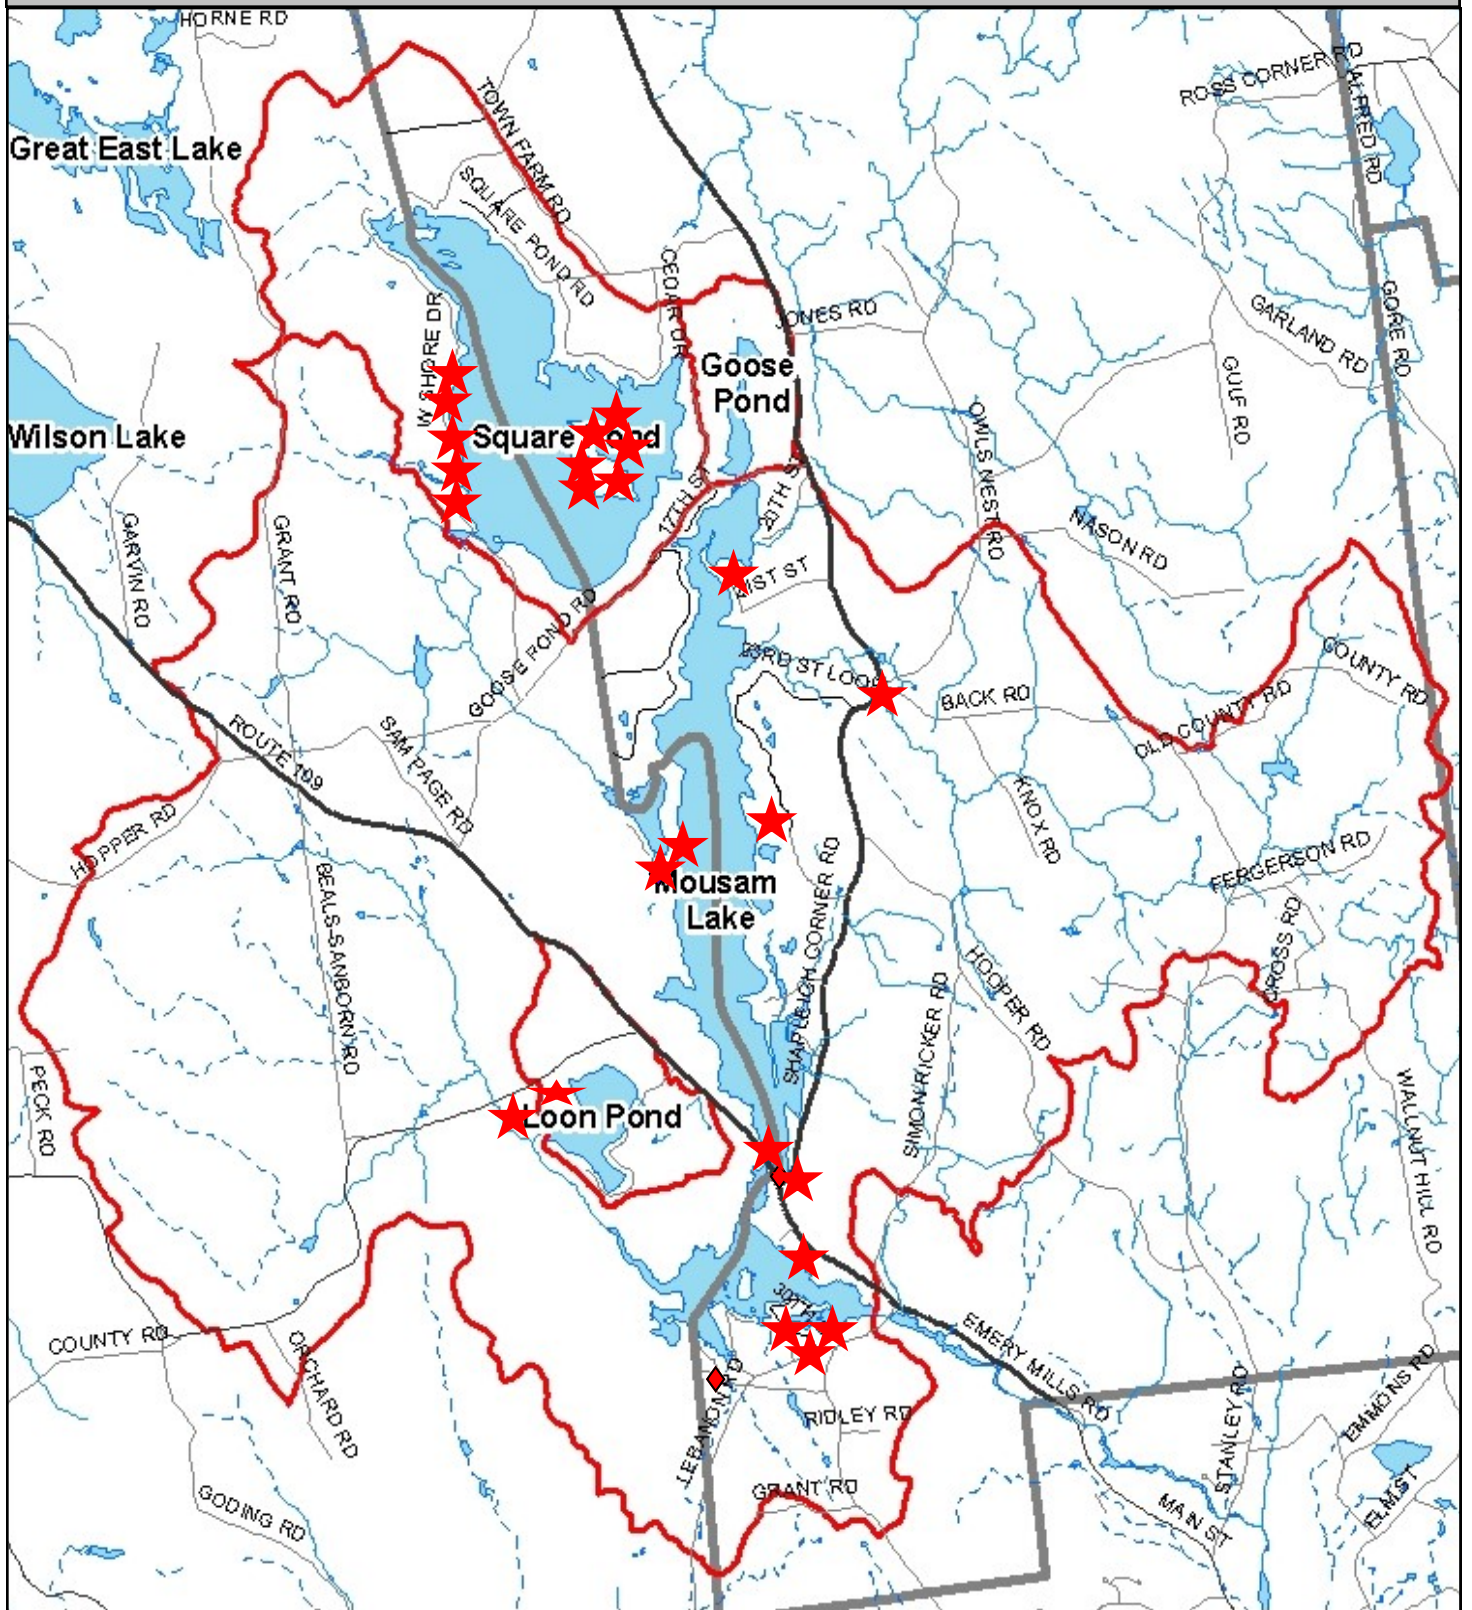 HORNE RD
ROSS CORNER RD
ALFRED RD
TOWN FARM RD
Great East Lake
SQUARE POND RD
CEDAR DR
W SHORE DR
JONES RD
GARLAND RD
GORE RD
Goose
Pond
GULF RD
OWLS NEST RD
Wilson Lake
Square Pond
17TH ST
20TH S
GARVIN RD
GRANT RD
NASON RD
GOOSE POND RD
33RD ST LOOP
BACK RD
COUNTY RD
OLD COUNTY RD
ROUTE 109
SAM PAGE RD
KNOX RD
HOPPER RD
FERGERSON RD
SHAPLEIGH CORNER RD
Mousam
Lake
BEALS-SANBORN RD
CROSS RD
HOOPER RD
SIMON RICKER RD
PECK RD
WALNUT HILL RD
Loon Pond
COUNTY RD
ORCHARD RD
EMERY MILLS RD
EMMONS RD
LEBANON RD
RIDLEY RD
STANLEY RD
GRANT RD
GODING RD
MAIN ST
ELM ST